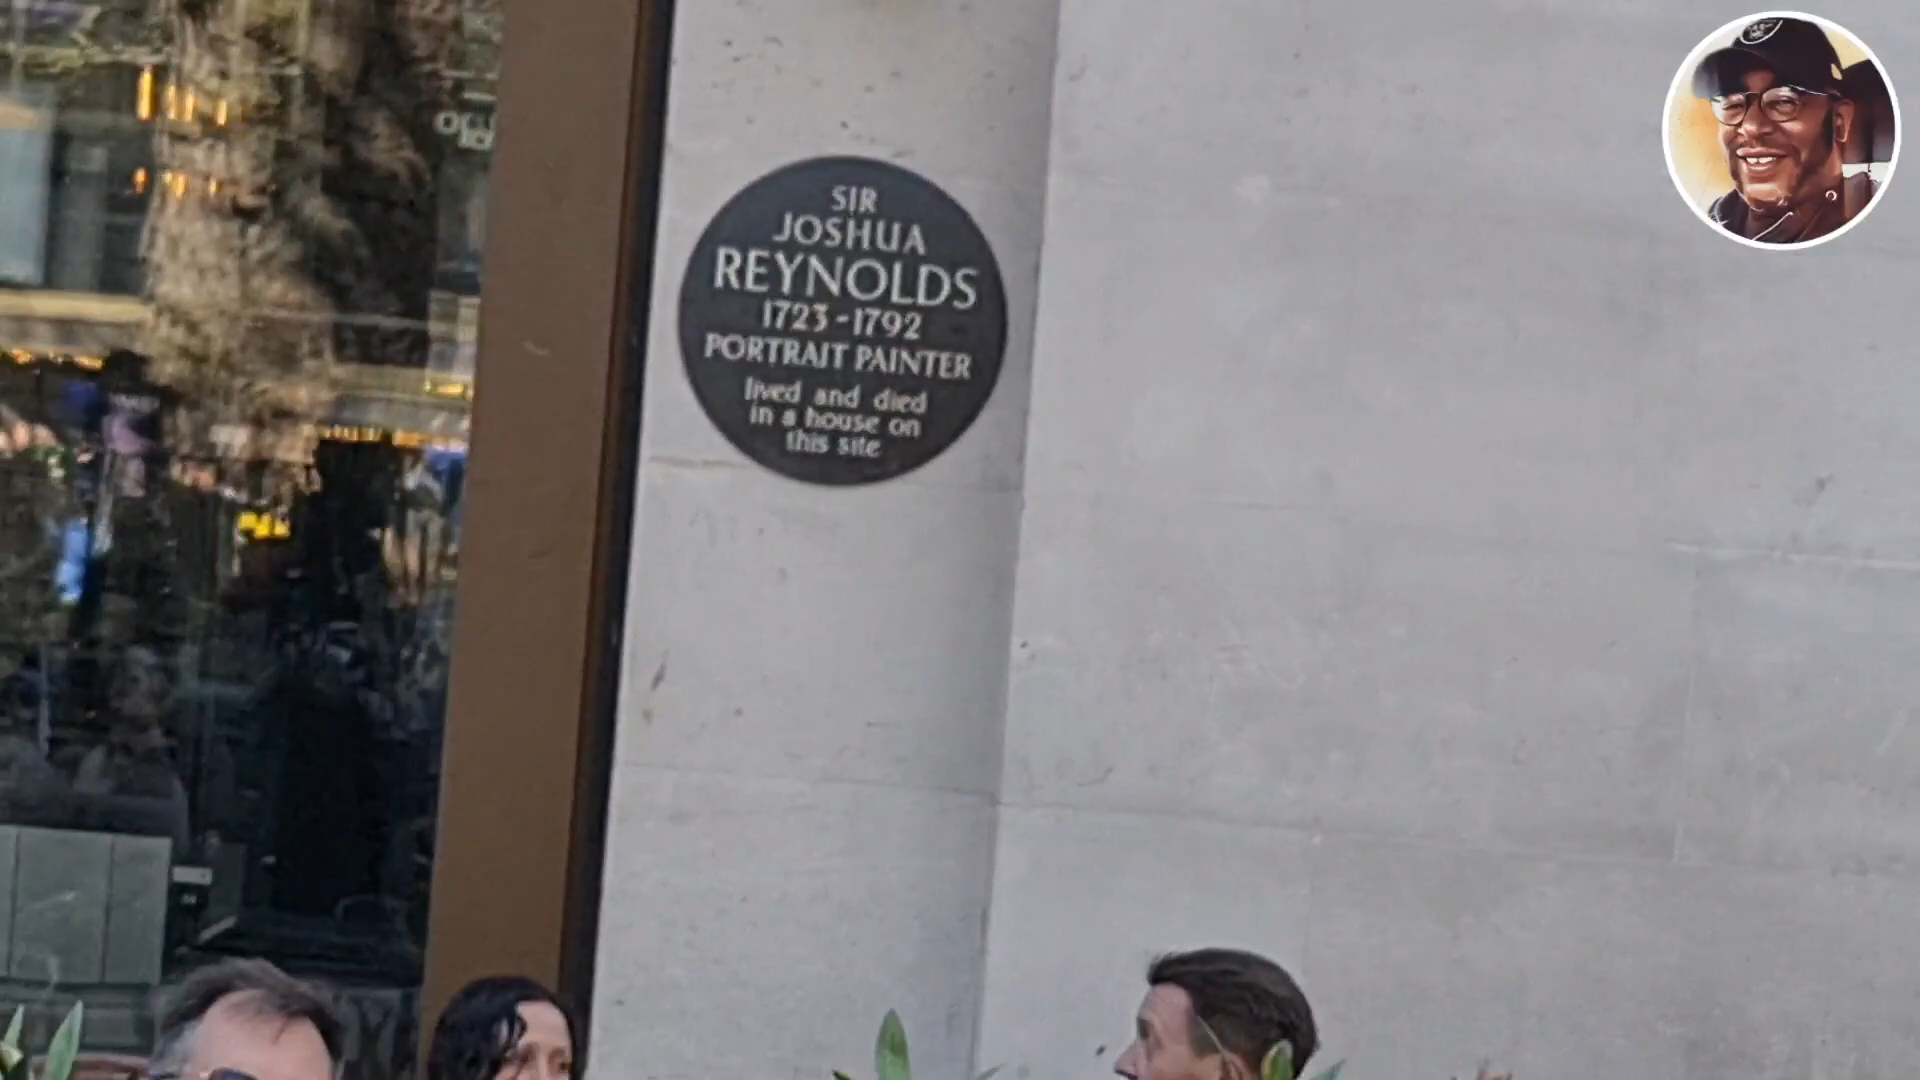 SIR
JOSHUA
REYNOLDS
1723-1792
PORTRAIT PAINTER
lived and died
in a house on
this site